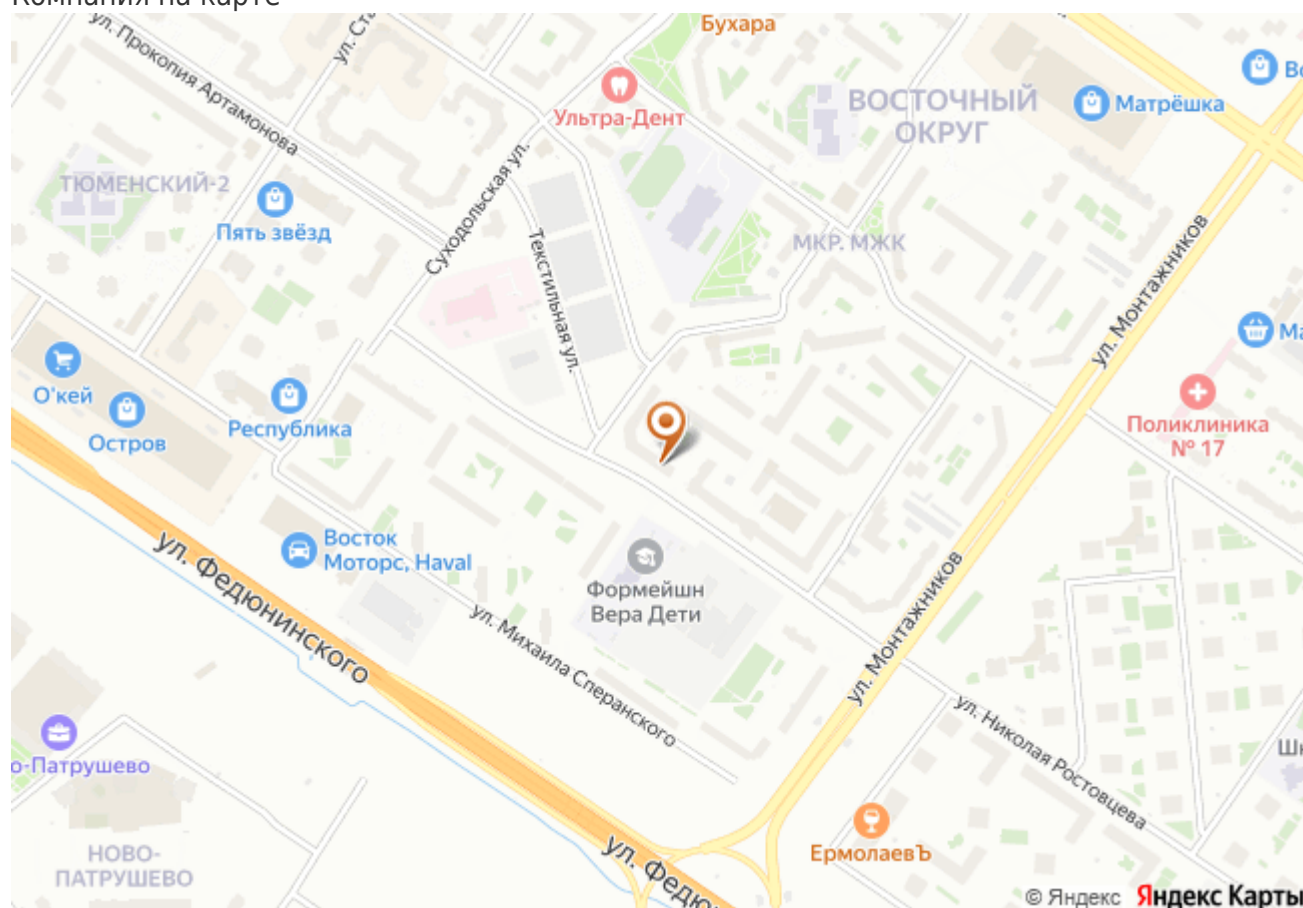 Компания на карте
Бухара
ул. Прокопия Артамонова
ул. Ста
Ультра-Дент
ВОСТОЧНЫЙ
ОКРУГ
Матрёшка
Во
ТЮМЕНСКИЙ-2
Пять звёзд
Суходольская ул.
Текстильная ул.
МКР. МЖК
ул. Монтажников
Ма
О'кей
Остров
Республика
Поликлиника
№ 17
Восток
Моторс, Haval
Формейшн
Вера Дети
ул. Федюнинского
ул. Михаила Сперанского
ул. Монтажников
ул. Николая Ростовцева
о-Патрушево
Шк
НОВО-
ПАТРУШЕВО
ЕрмолаевЪ
ул. Федюн
© Яндекс Яндекс Карты